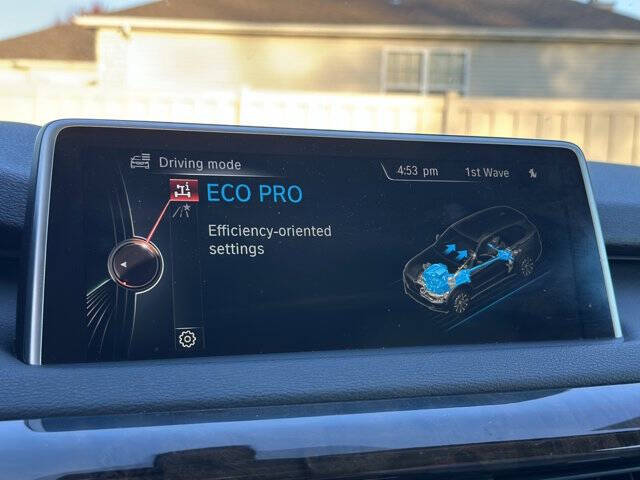 Driving mode
4:53 pm 1st Wave
ECO PRO
Efficiency-oriented
settings